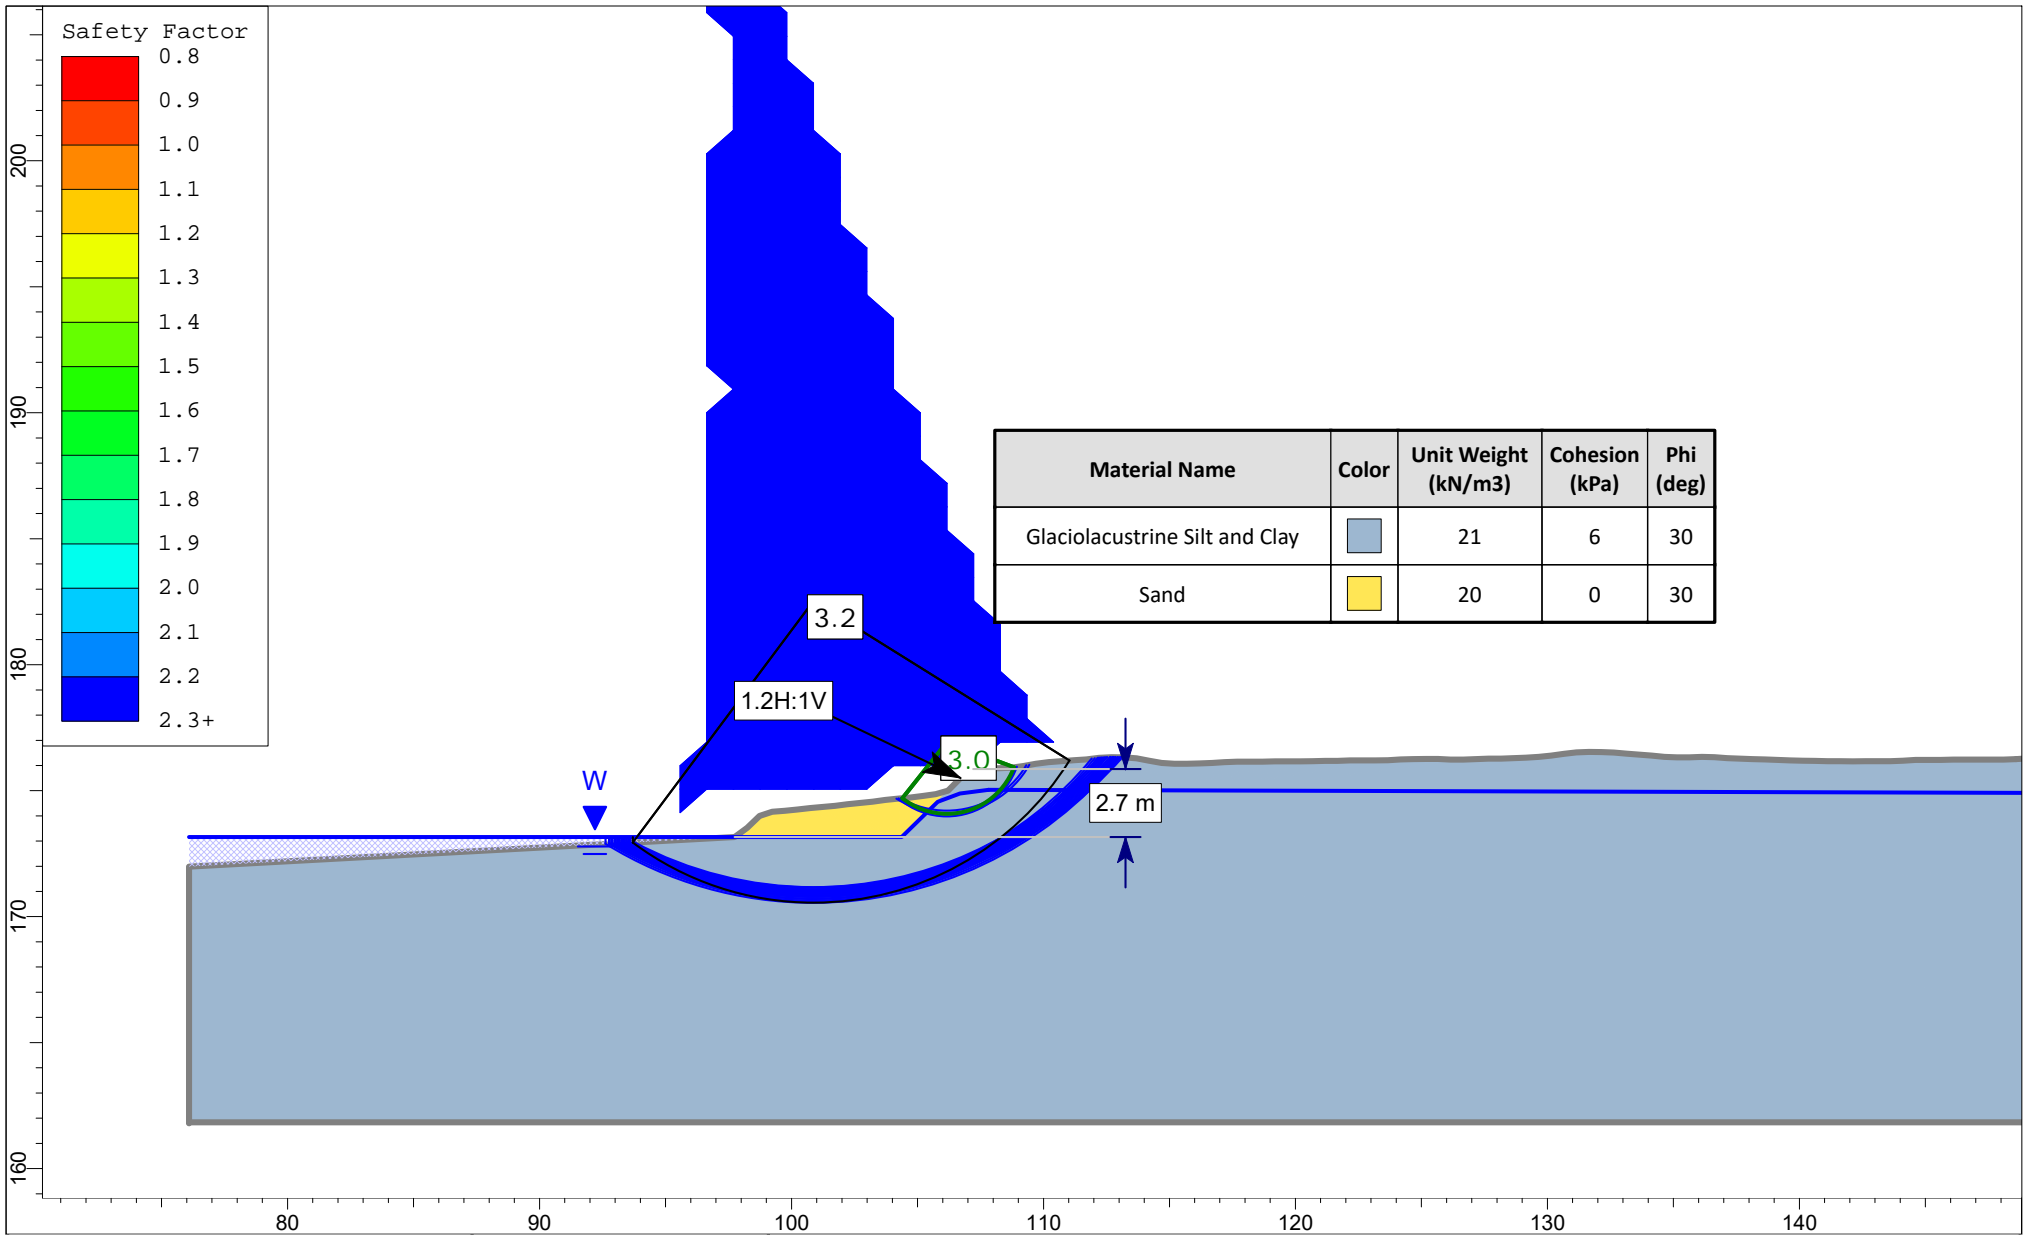 Safety Factor
0.8
0.9
1.0
1.1
1.2
1.3
1.4
1.5
1.6
1.7
1.8
1.9
2.0
2.1
2.2
2.3+
200
190
180
170
160
Material Name Color Unit Weight (kN/m3) Cohesion (kPa) Phi (deg)
Glaciolacustrine Silt and Clay 21 6 30
Sand 20 0 30
3.2
1.2H:1V
3.0
W
2.7 m
80 90 100 110 120 130 140